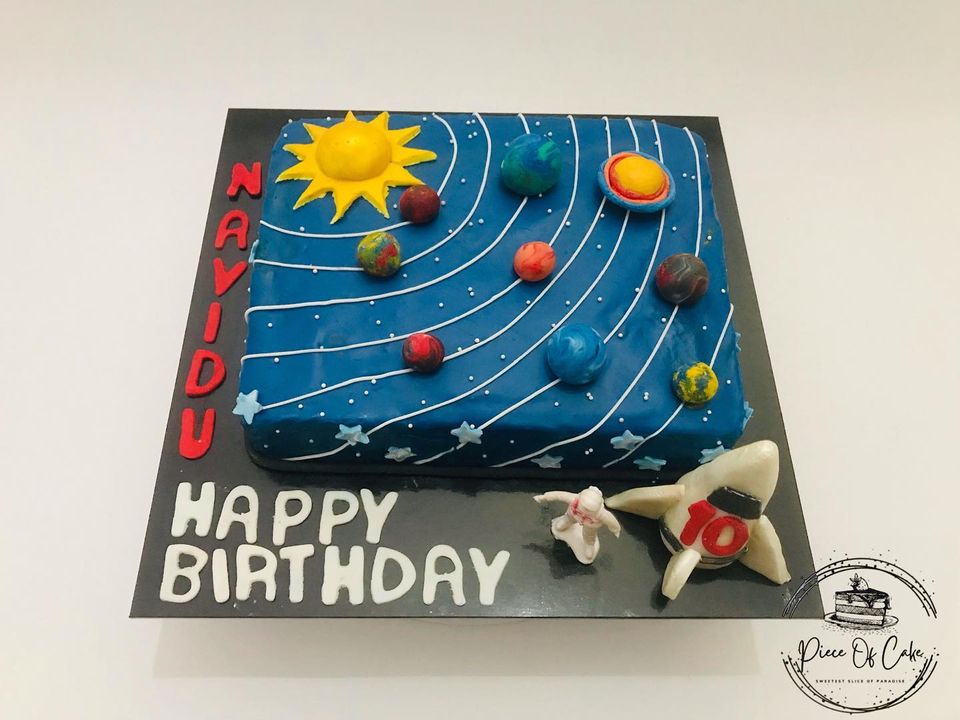 NAVIDU
HAPPY
BIRTHDAY
10
Piece Of Cake
SWEETEST SLICE OF PARADISE